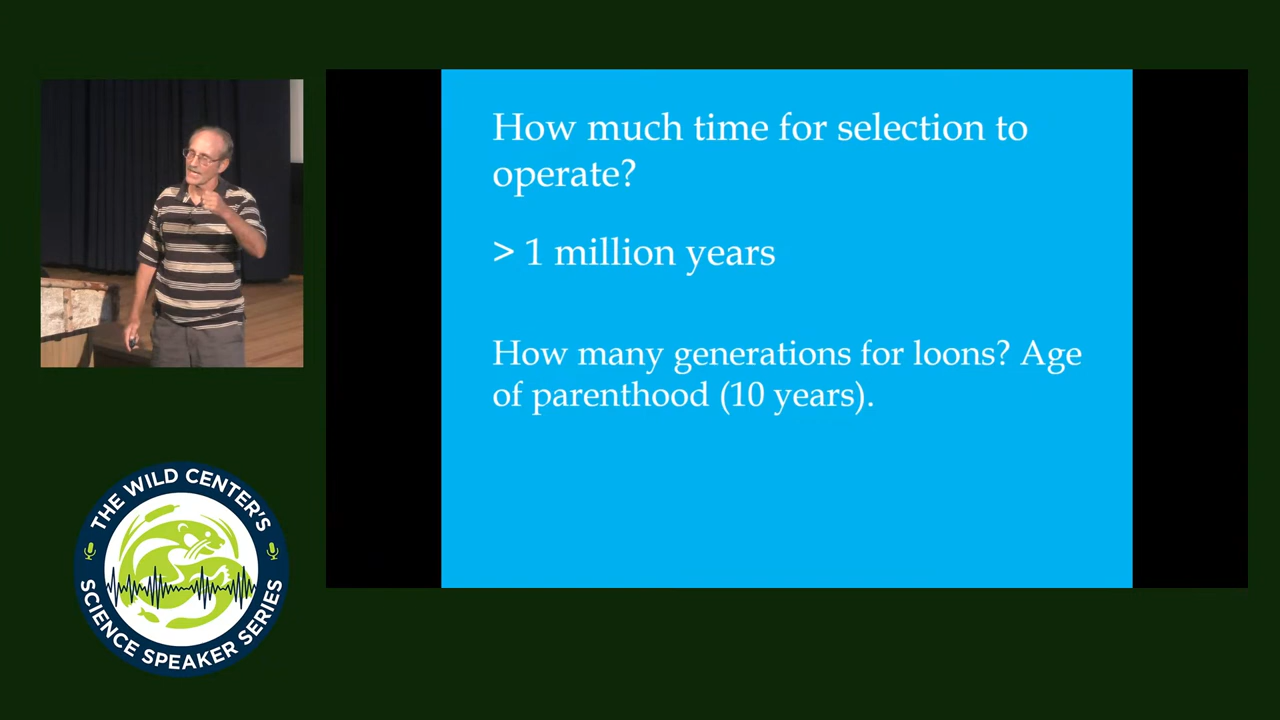 How much time for selection to
operate?
> 1 million years
How many generations for loons? Age
of parenthood (10 years).
THE WILD CENTER'S
SCIENCE SPEAKER SERIES